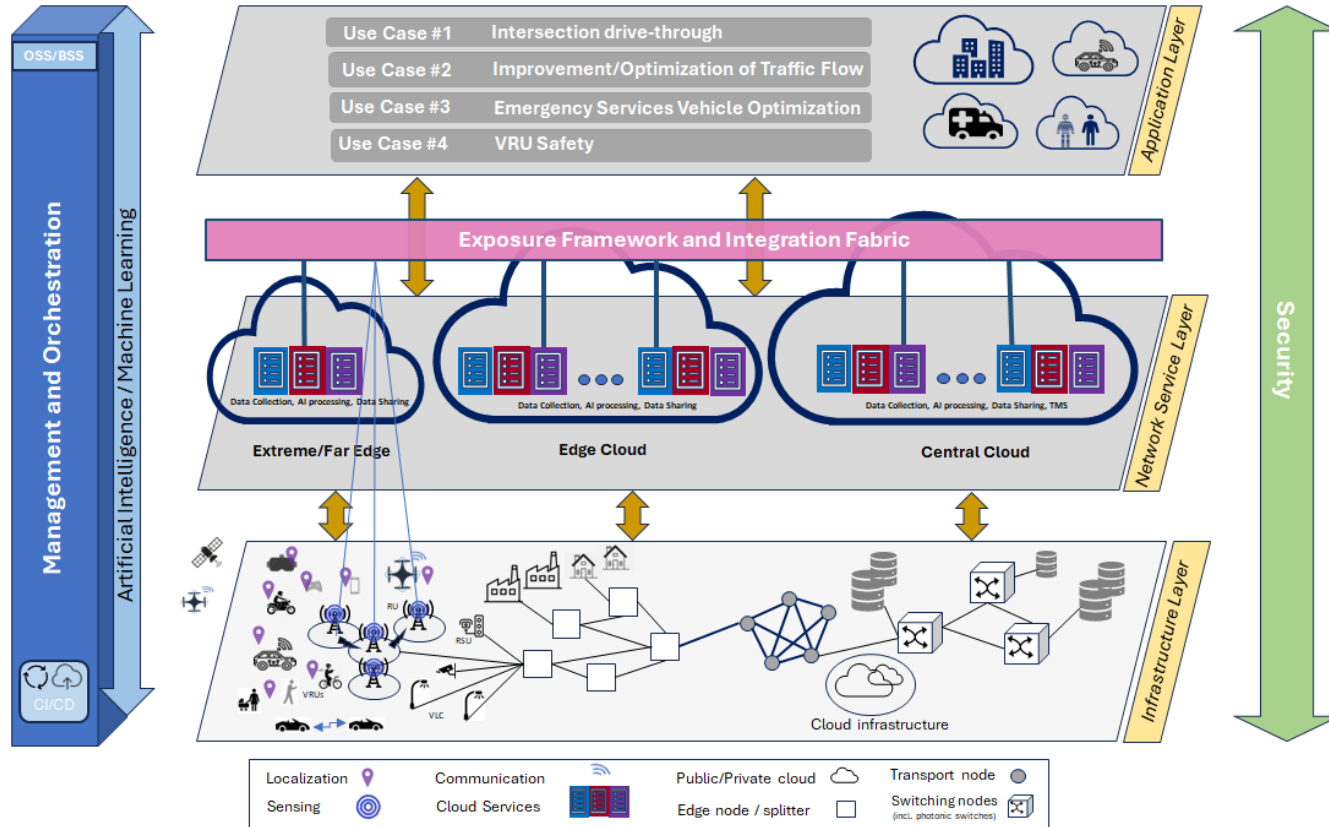 OSS/BSS
Management and Orchestration
CI/CD
Artificial Intelligence / Machine Learning
Use Case #1 Intersection drive-through
Use Case #2 Improvement/Optimization of Traffic Flow
Use Case #3 Emergency Services Vehicle Optimization
Use Case #4 VRU Safety
Application Layer
Exposure Framework and Integration Fabric
Data Collection, AI processing, Data Sharing
Extreme/Far Edge
Data Collection, AI processing, Data Sharing
Edge Cloud
Data Collection, AI processing, Data Sharing, TMS
Central Cloud
Network Service Layer
Security
RU
RSU
VRUs
VLC
Cloud infrastructure
Infrastructure Layer
Localization
Communication
Public/Private cloud
Transport node
Sensing
Cloud Services
Edge node / splitter
Switching nodes
(incl. photonic switches)